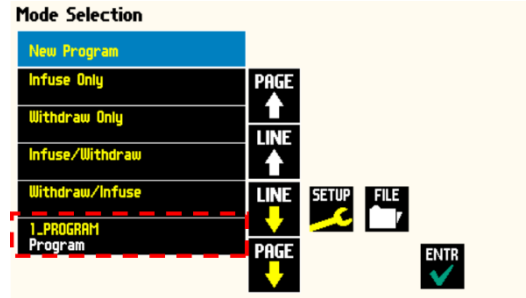 Mode Selection
New Program
Infuse Only
Withdraw Only
Infuse/Withdraw
Withdraw/Infuse
1_PROGRAM
Program
PAGE
LINE
LINE
PAGE
SETUP
FILE
ENTR